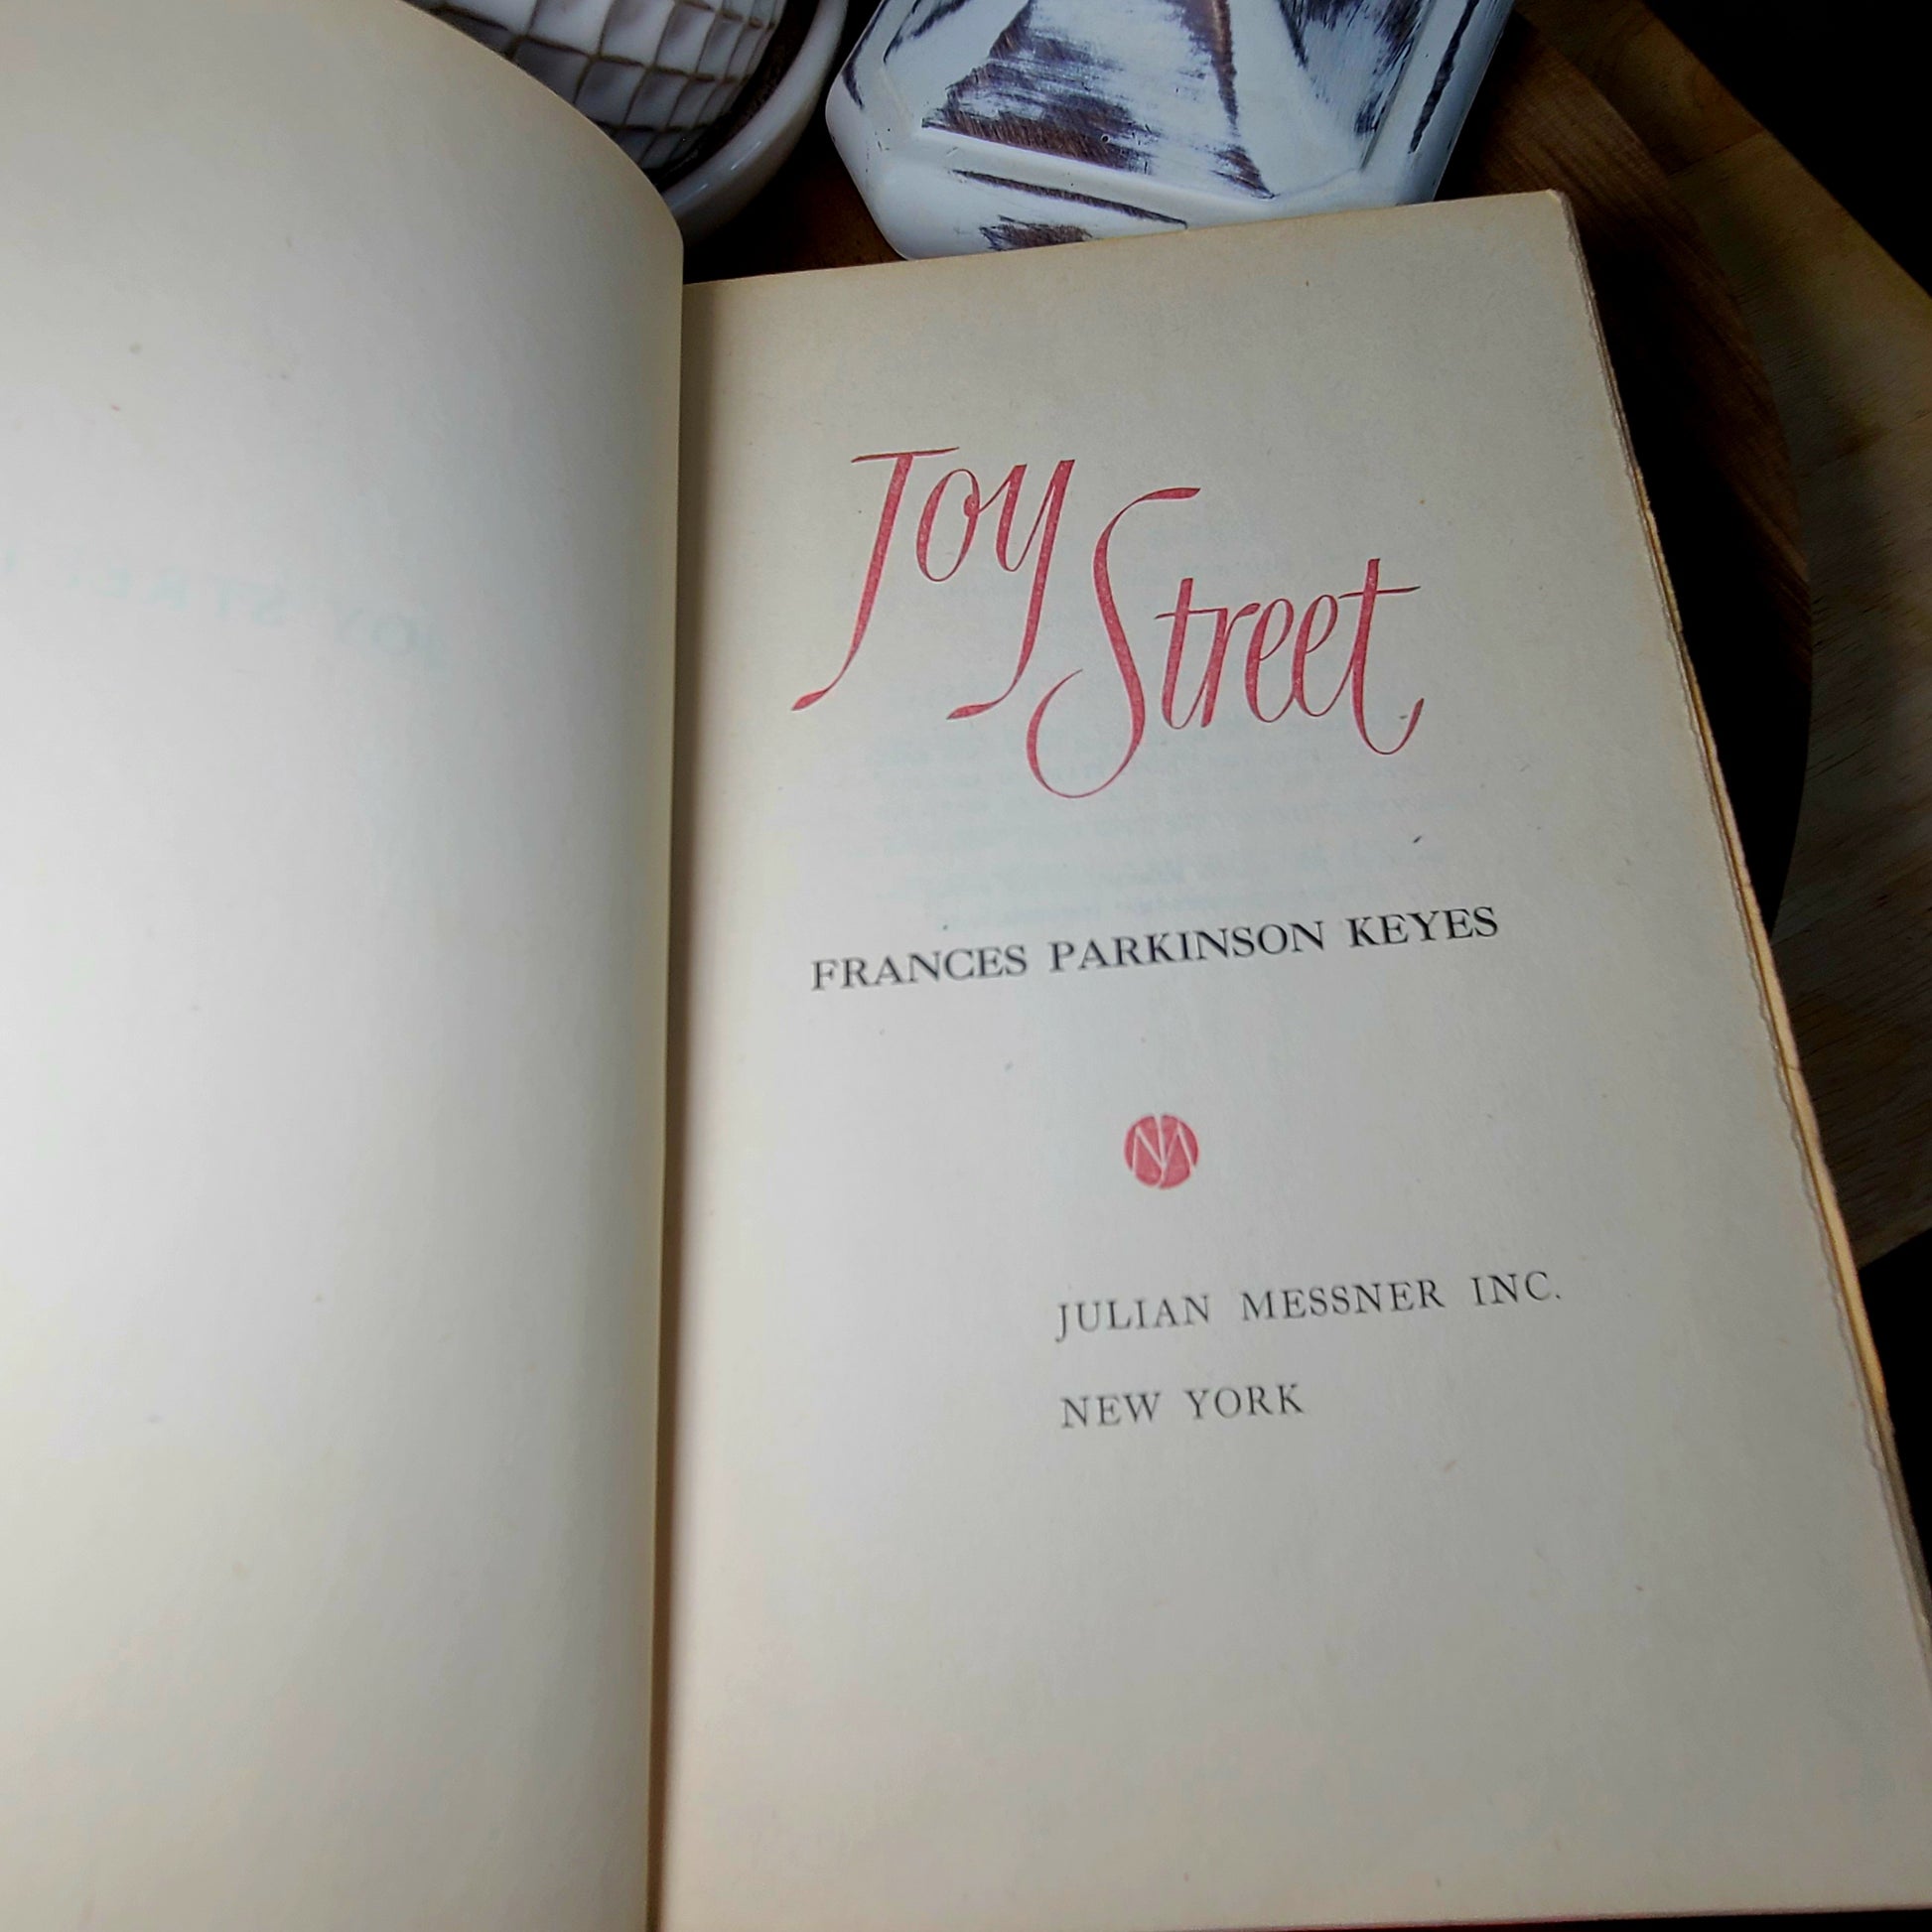 Joy
Street
FRANCES PARKINSON KEYES
JULIAN MESSNER INC.
NEW YORK